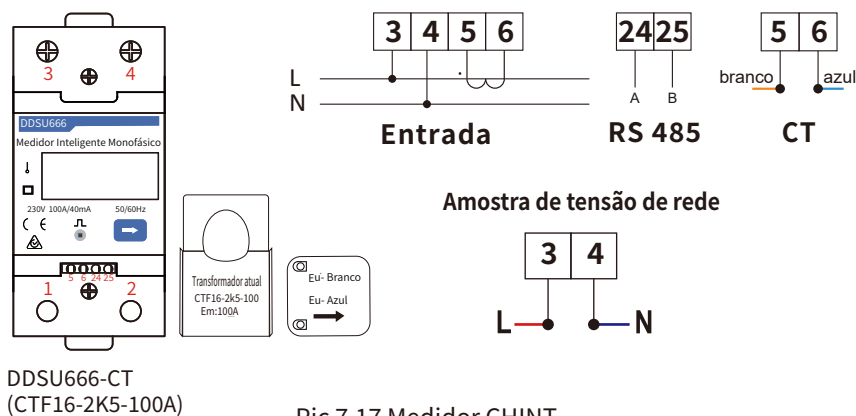 3 4
DDSU666
Medidor Inteligente Monofásico
230V 100A/40mA 50/60Hz
C E
5 6 24 25
1 2
DDSU666-CT
(CTF16-2K5-100A)
Transformador atual
CTF16-2k5-100
Em:100A
Eu- Branco
Eu- Azul
3 4 5 6
L
N
Entrada
24 25
A B
RS 485
5 6
branco azul
CT
Amostra de tensão de rede
3 4
L N
Pic 7.17 Medidor CHINT